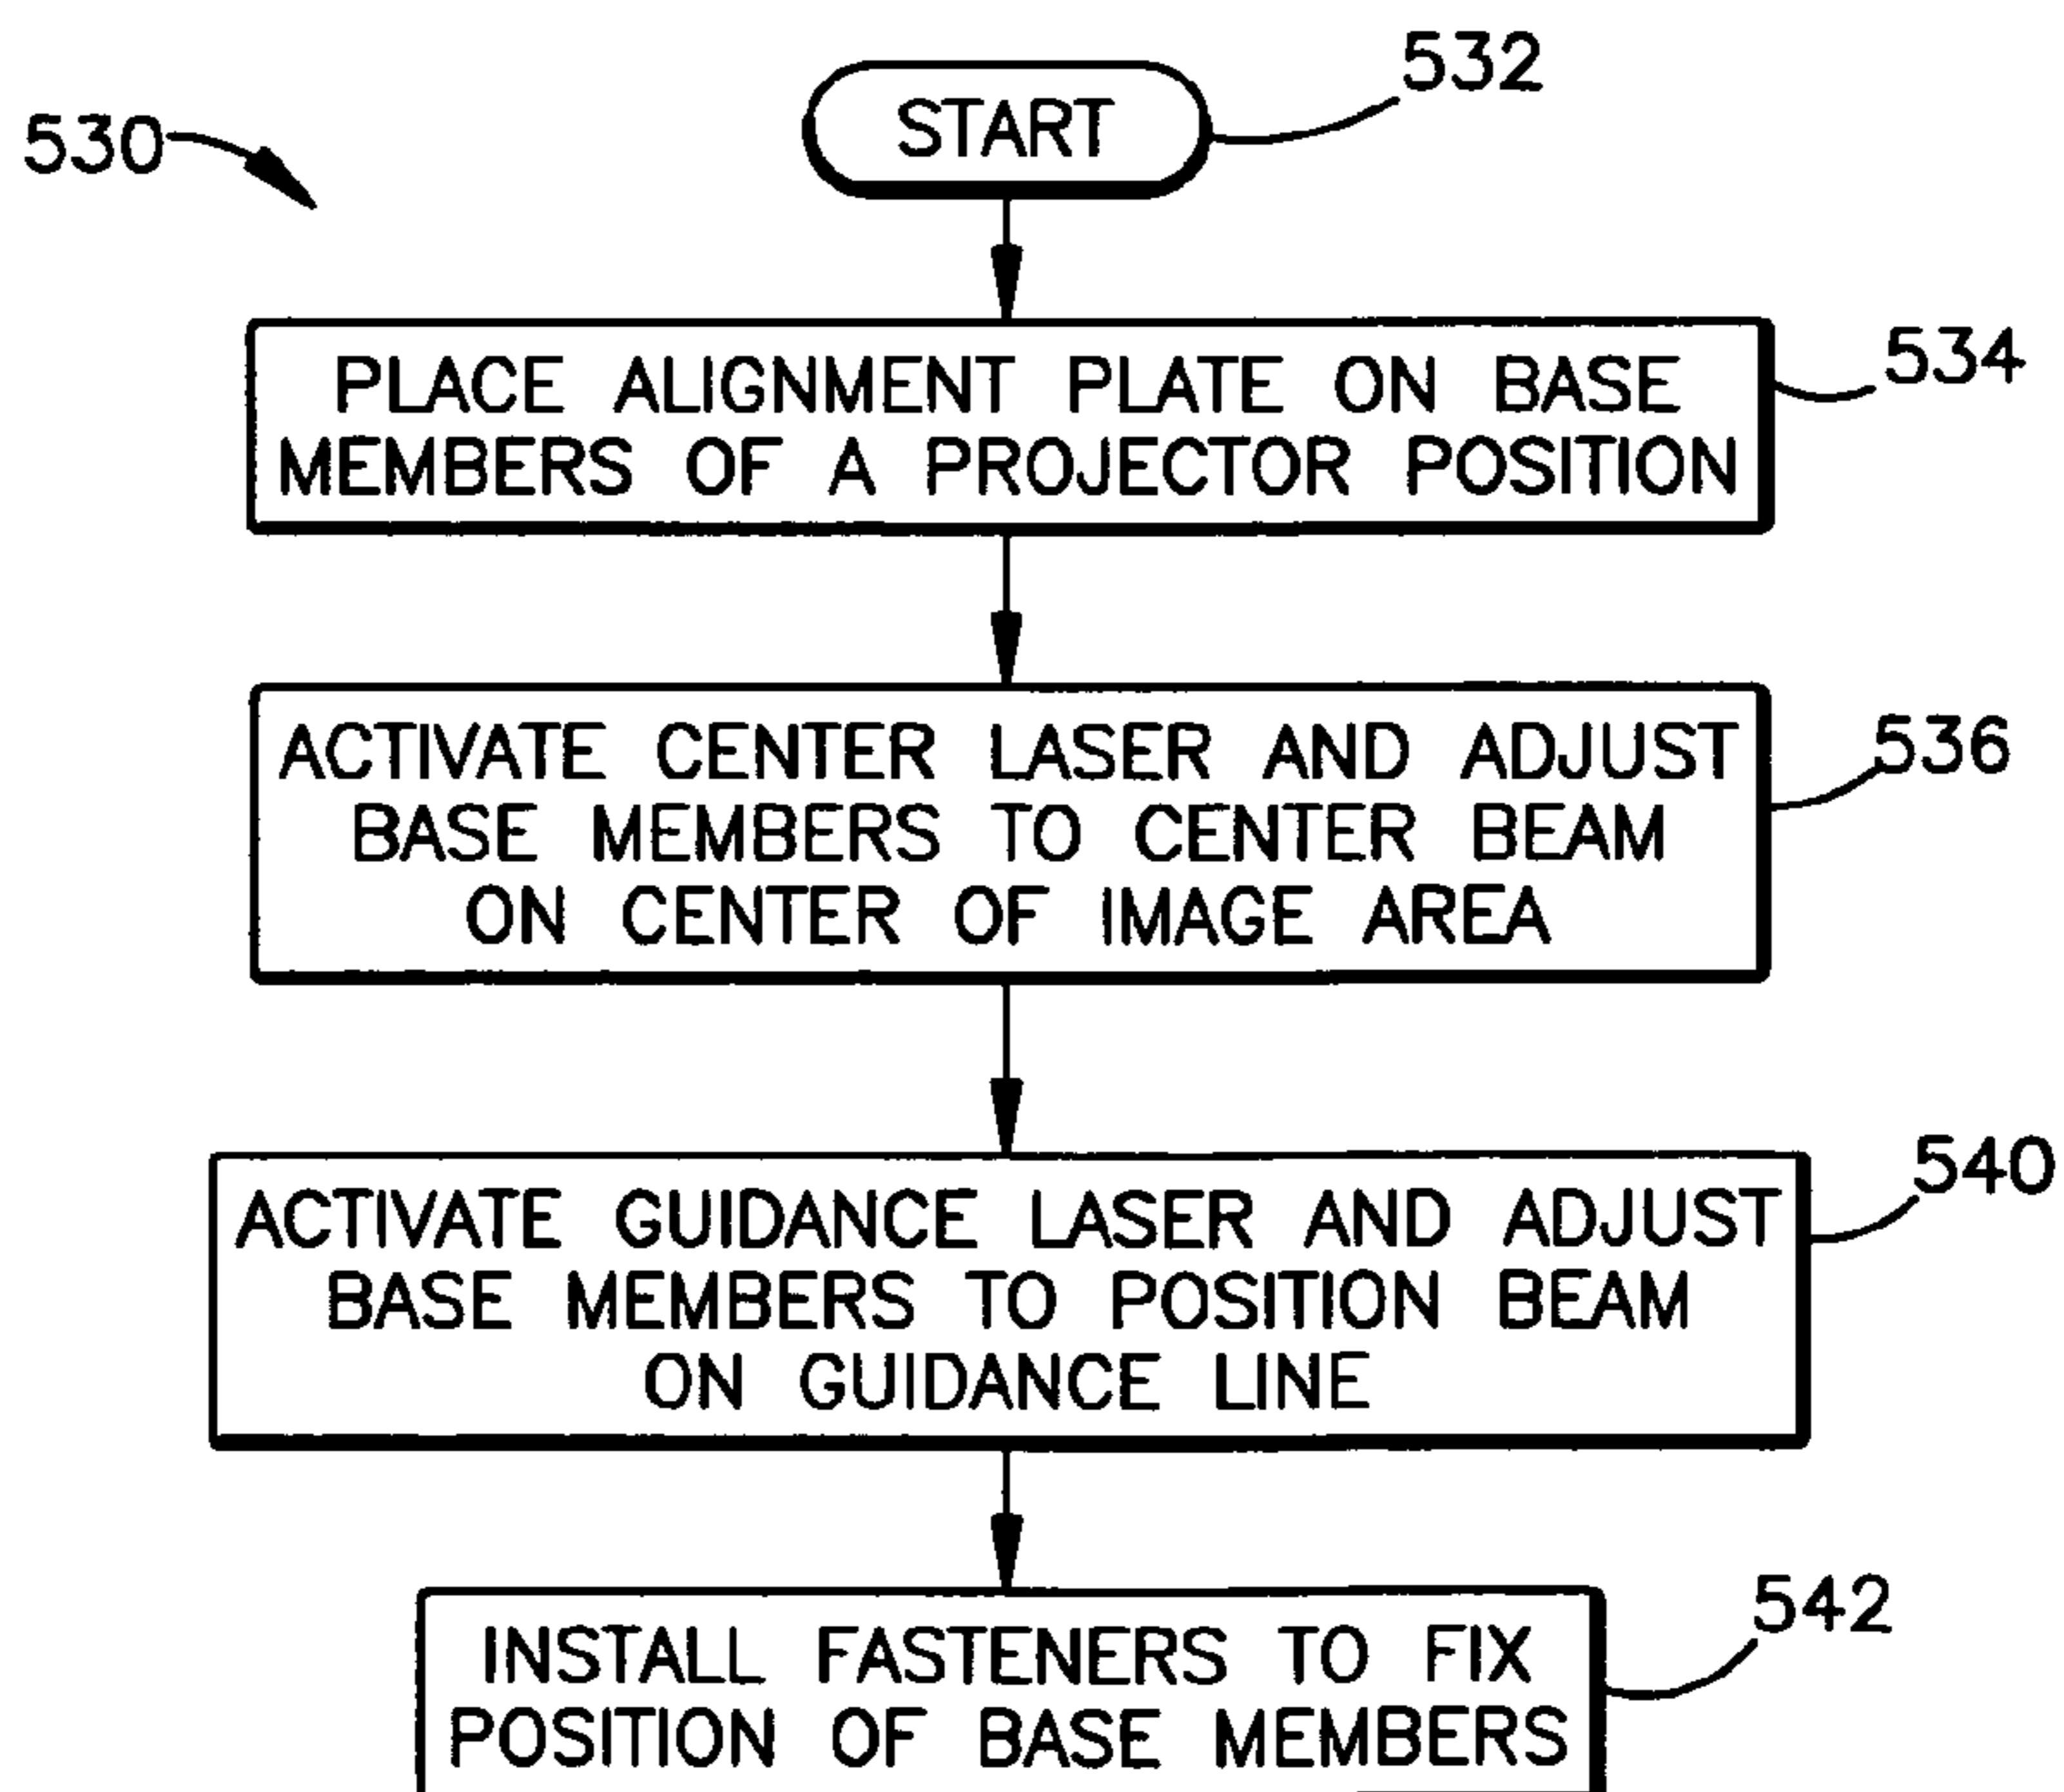 532
START
530
PLACE ALIGNMENT PLATE ON BASE
MEMBERS OF A PROJECTOR POSITION
534
ACTIVATE CENTER LASER AND ADJUST
BASE MEMBERS TO CENTER BEAM
ON CENTER OF IMAGE AREA
536
ACTIVATE GUIDANCE LASER AND ADJUST
BASE MEMBERS TO POSITION BEAM
ON GUIDANCE LINE
540
INSTALL FASTENERS TO FIX
POSITION OF BASE MEMBERS
542